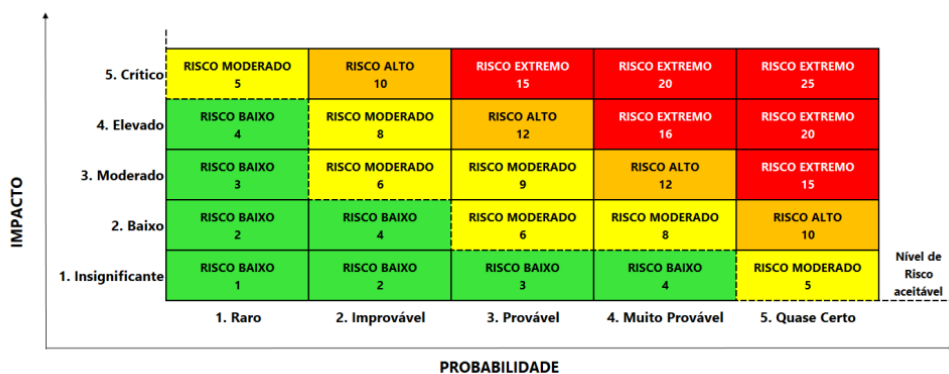 IMPACTO
5. Crítico
RISCO MODERADO
5
RISCO ALTO
10
RISCO EXTREMO
15
RISCO EXTREMO
20
RISCO EXTREMO
25
4. Elevado
RISCO BAIXO
4
RISCO MODERADO
8
RISCO ALTO
12
RISCO EXTREMO
16
RISCO EXTREMO
20
3. Moderado
RISCO BAIXO
3
RISCO MODERADO
6
RISCO MODERADO
9
RISCO ALTO
12
RISCO EXTREMO
15
2. Baixo
RISCO BAIXO
2
RISCO BAIXO
4
RISCO MODERADO
6
RISCO MODERADO
8
RISCO ALTO
10
1. Insignificante
RISCO BAIXO
1
RISCO BAIXO
2
RISCO BAIXO
3
RISCO BAIXO
4
RISCO MODERADO
5
Nível de
Risco
aceitável
1. Raro
2. Improvável
3. Provável
4. Muito Provável
5. Quase Certo
PROBABILIDADE